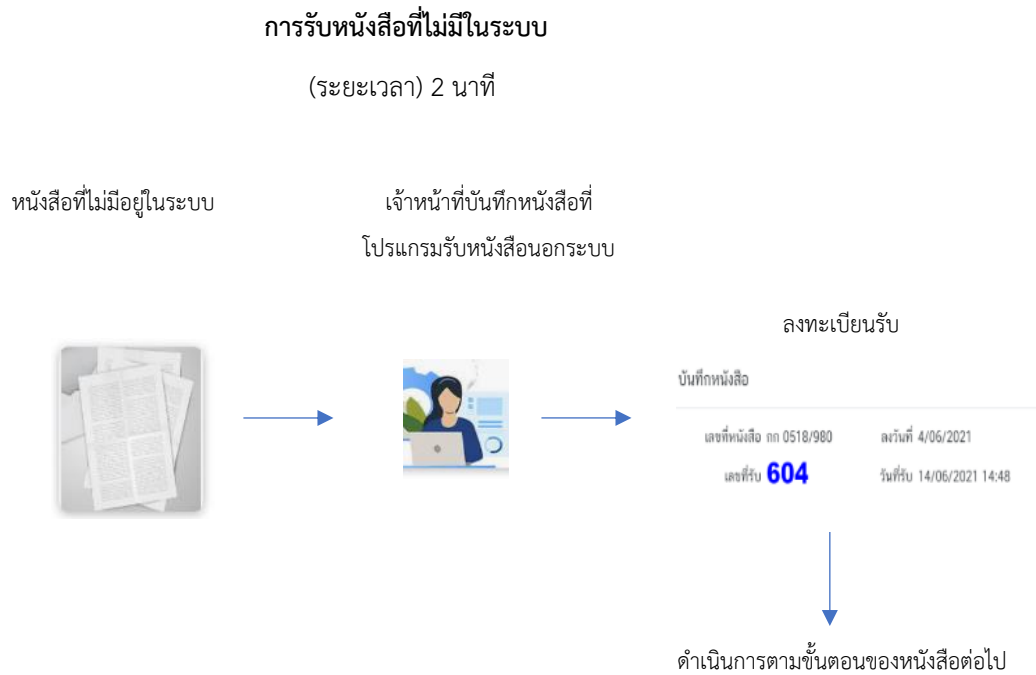 การรับหนังสือที่ไม่มีในระบบ
(ระยะเวลา) 2 นาที
หนังสือที่ไม่มีอยู่ในระบบ
เจ้าหน้าที่บันทึกหนังสือที่
โปรแกรมรับหนังสือนอกระบบ
ลงทะเบียนรับ
บันทึกหนังสือ
เลขที่หนังสือ กก 0518/980 ลงวันที่ 4/06/2021
เลขที่รับ 604 วันที่รับ 14/06/2021 14:48
ดำเนินการตามขั้นตอนของหนังสือต่อไป